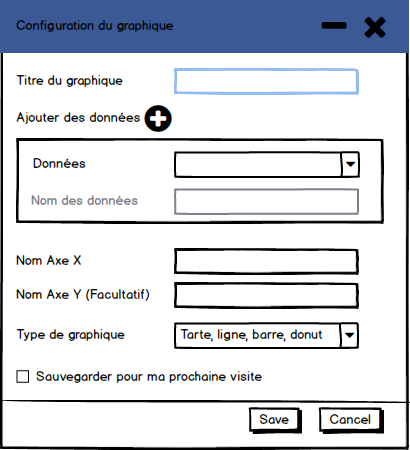 Configuration du graphique
Titre du graphique
Ajouter des données
Données
Nom des données
Nom Axe X
Nom Axe Y (Facultatif)
Type de graphique Tarte, ligne, barre, donut
Sauvegarder pour ma prochaine visite
Save Cancel